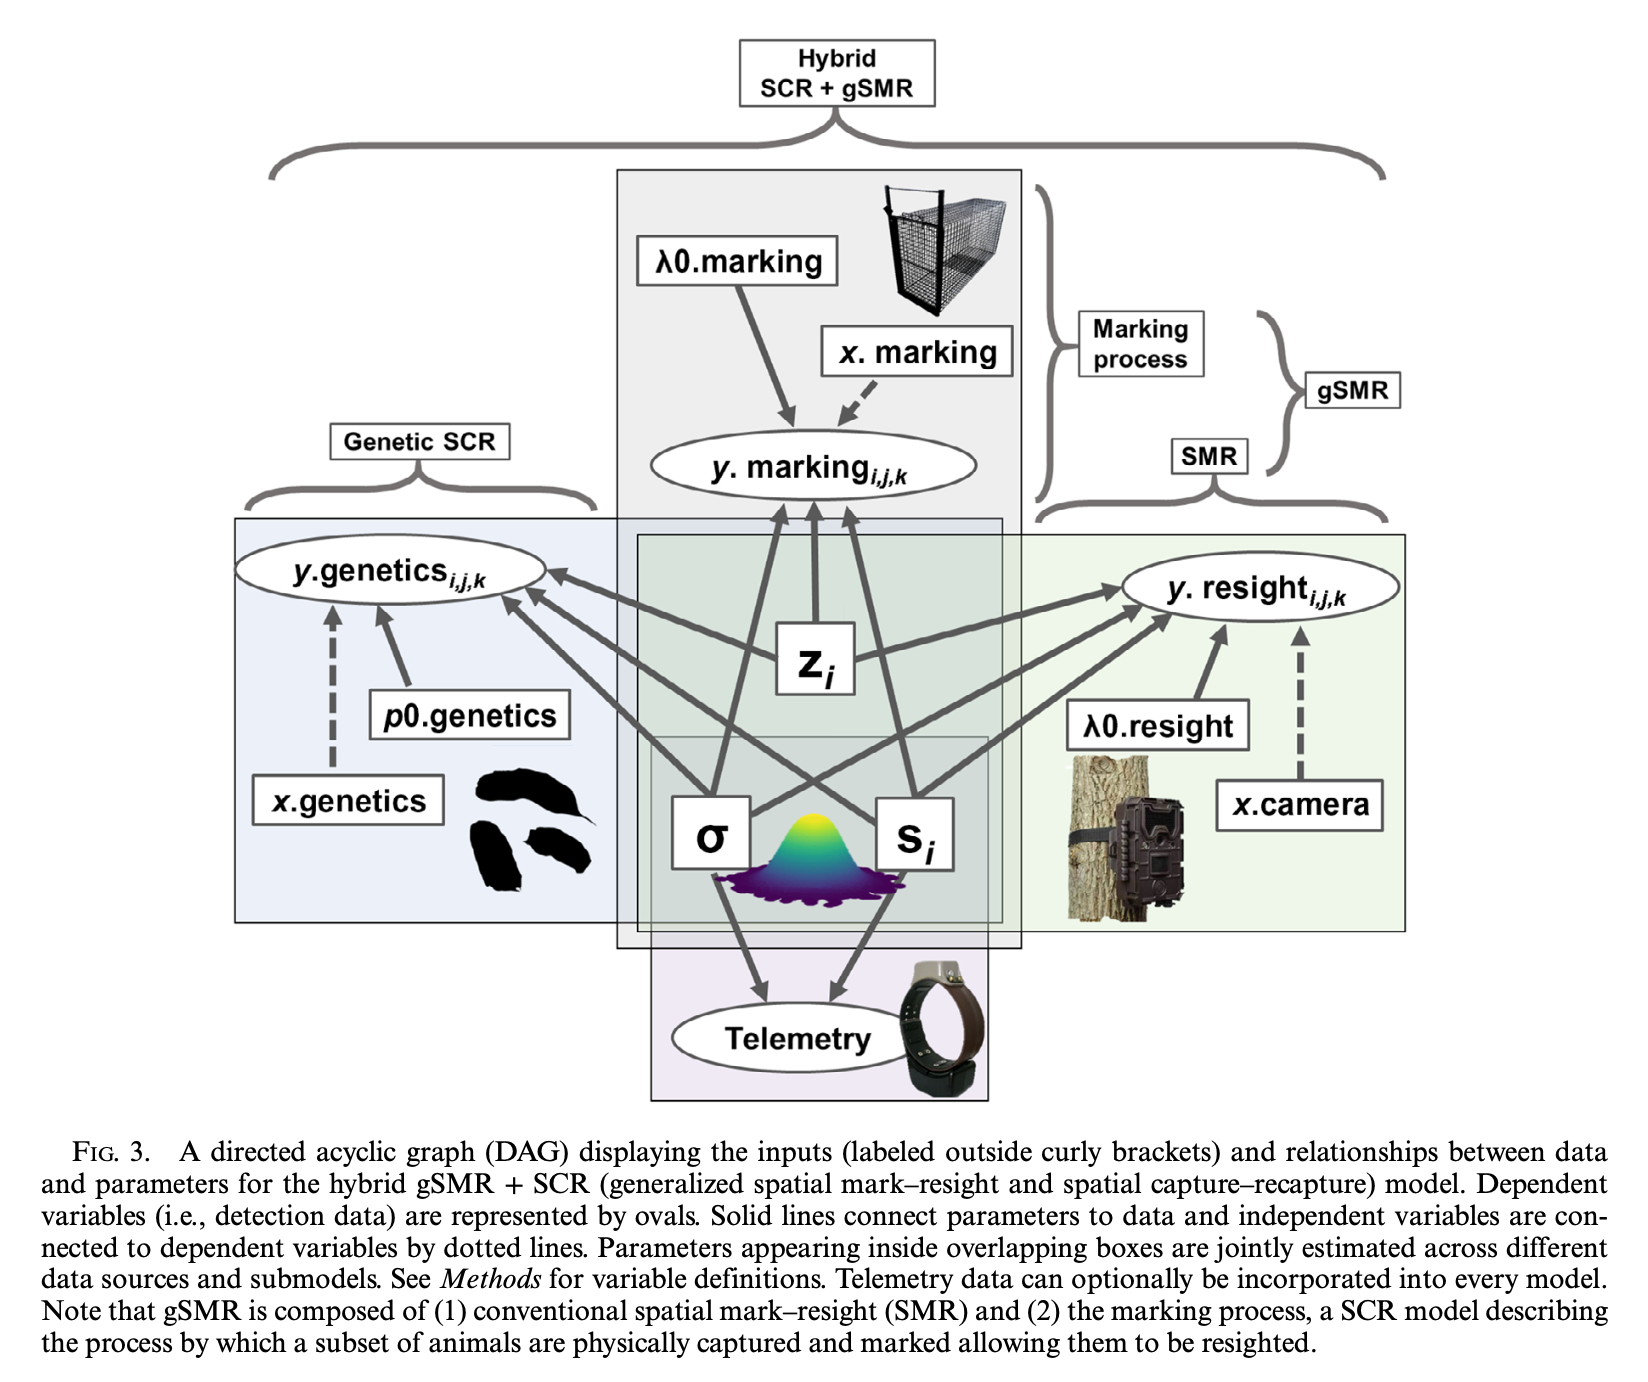 Hybrid
SCR + gSMR
λ0.marking
x. marking
Marking
process
gSMR
Genetic SCR
SMR
y. marking i,j,k
y.genetics i,j,k
y. resight i,j,k
z i
p0.genetics
λ0.resight
x.genetics
x.camera
σ
s i
Telemetry
FIG. 3. A directed acyclic graph (DAG) displaying the inputs (labeled outside curly brackets) and relationships between data
and parameters for the hybrid gSMR + SCR (generalized spatial mark–resight and spatial capture–recapture) model. Dependent
variables (i.e., detection data) are represented by ovals. Solid lines connect parameters to data and independent variables are con-
nected to dependent variables by dotted lines. Parameters appearing inside overlapping boxes are jointly estimated across different
data sources and submodels. See Methods for variable definitions. Telemetry data can optionally be incorporated into every model.
Note that gSMR is composed of (1) conventional spatial mark–resight (SMR) and (2) the marking process, a SCR model describing
the process by which a subset of animals are physically captured and marked allowing them to be resighted.